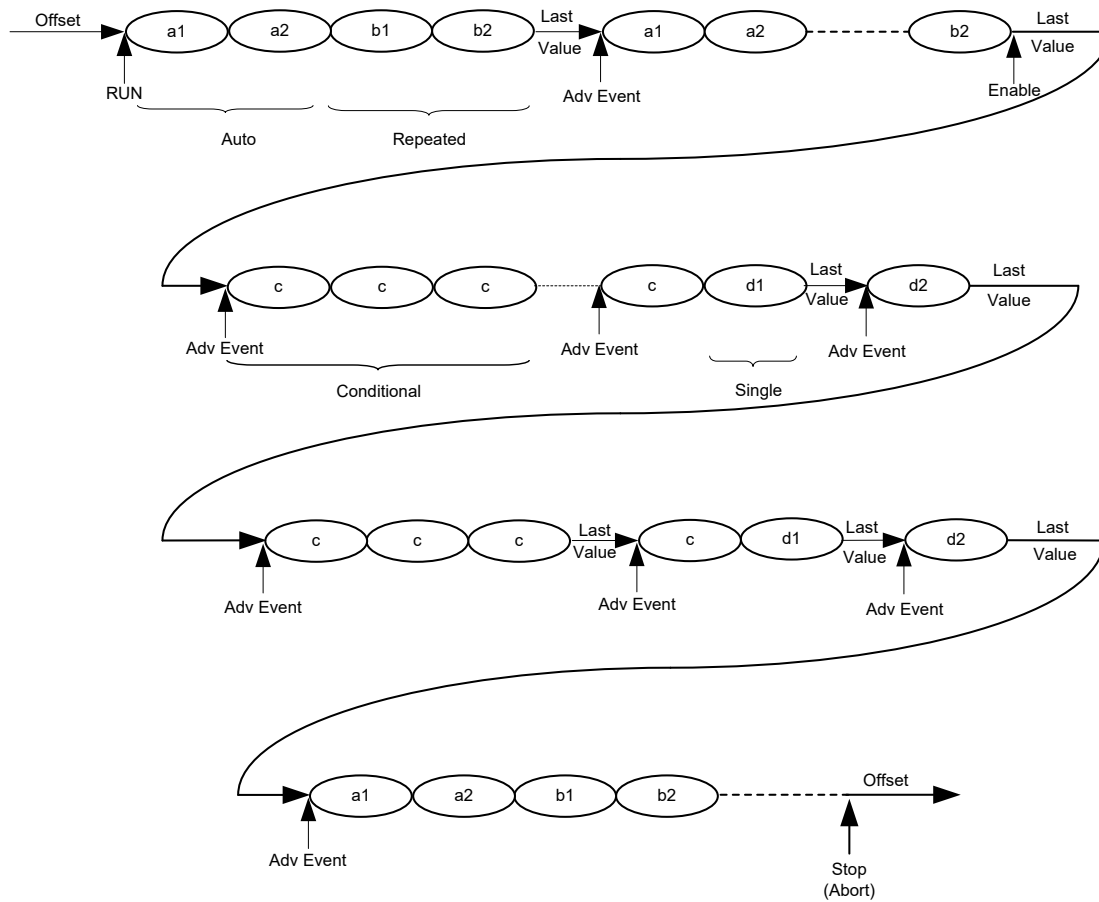 Offset
a1
a2
b1
b2
Last
Value
a1
a2
b2
Last
Value
RUN
Adv Event
Enable
Auto
Repeated
c
c
c
c
d1
Last
Value
d2
Last
Value
Adv Event
Adv Event
Adv Event
Conditional
Single
c
c
c
Last
Value
c
d1
Last
Value
d2
Last
Value
Adv Event
Adv Event
Adv Event
a1
a2
b1
b2
Offset
Adv Event
Stop
(Abort)